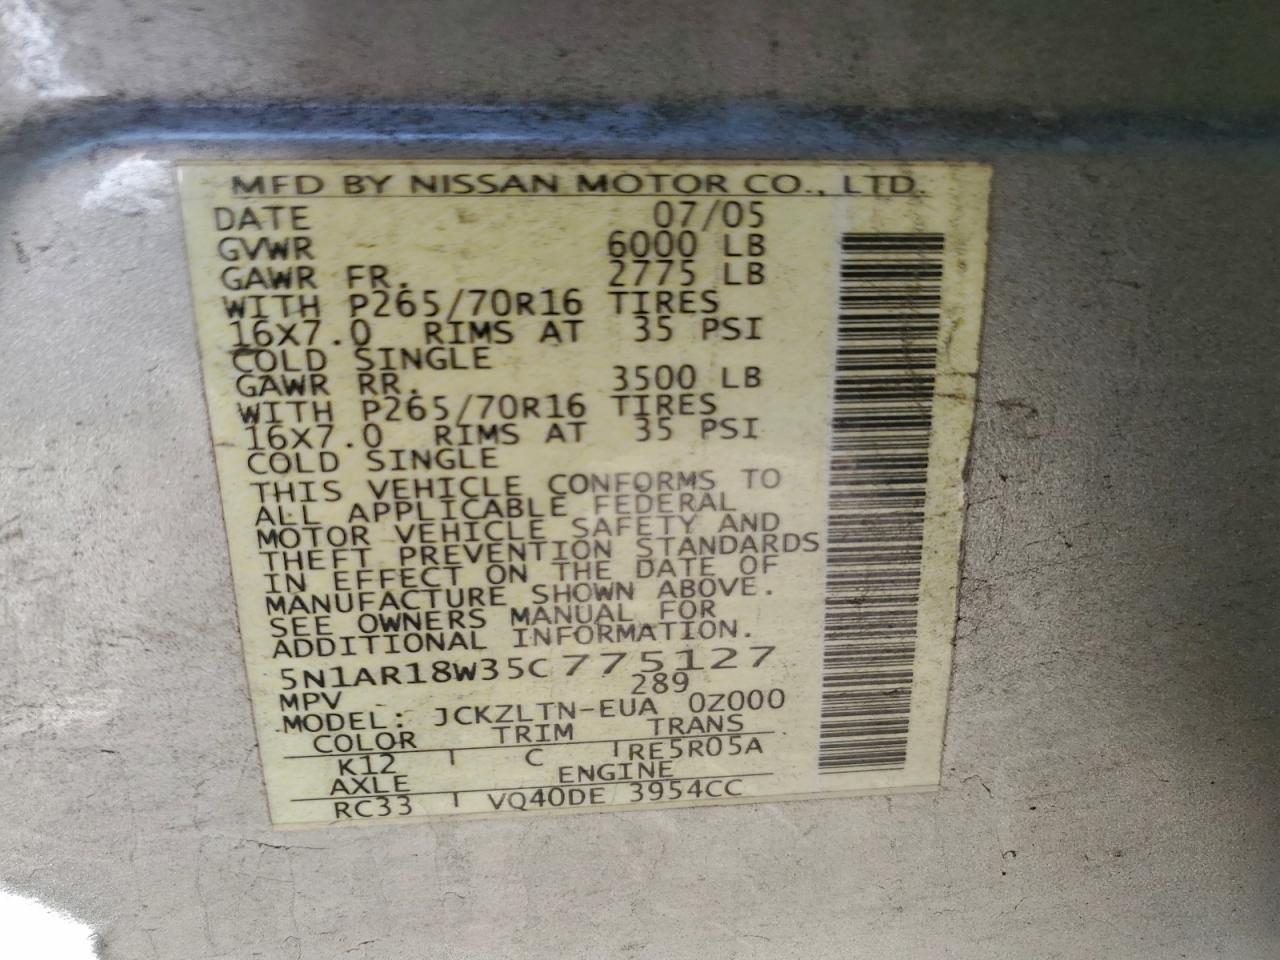 MFD BY NISSAN MOTOR CO., LTD.
DATE 07/05
GVWR 6000 LB
GAWR FR. 2775 LB
WITH P265/70R16 TIRES
16X7.0 RIMS AT 35 PSI
COLD SINGLE
GAWR RR. 3500 LB
WITH P265/70R16 TIRES
16X7.0 RIMS AT 35 PSI
COLD SINGLE
THIS VEHICLE CONFORMS TO
ALL APPLICABLE FEDERAL
MOTOR VEHICLE SAFETY AND
THEFT PREVENTION STANDARDS
IN EFFECT ON THE DATE OF
MANUFACTURE SHOWN ABOVE.
SEE OWNERS MANUAL FOR
ADDITIONAL INFORMATION.
5N1AR18W35C775127
MPV 289
MODEL: JCKZLTN-EUA 0Z000
COLOR TRIM TRANS
K12 C RE5R05A
AXLE ENGINE
RC33 VQ40DE 3954CC